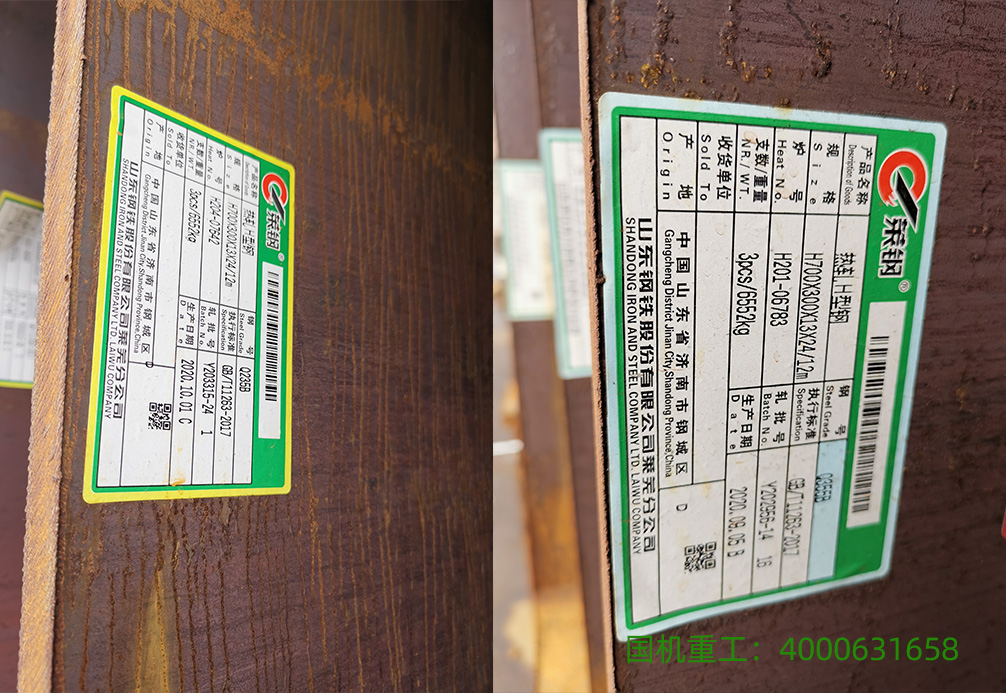 莱钢®
产品名称 热轧H型钢
Description of Goods
规格 H700X300X13X24/12m
Size
炉号 H204-07642
Heat No.
支数/重量 3pcs/6552kg
NR./WT.
收货单位
Sold To
产地 中国山东省济南市钢城区
Origin Gangcheng District Jinan City, Shandong Province, China
钢号 Q235B
Steel Grade
执行标准 GB/T11263-2017
Specification
轧批号 Y203315-24 1
Batch No.
生产日期 2020.10.01 C
Date
D
山东钢铁股份有限公司莱芜分公司
SHANDONG IRON AND STEEL COMPANY LTD. LAIWU COMPANY
莱钢®
产品名称 热轧H型钢
Description of Goods
规格 H700X300X13X24/12m
Size
炉号 H201-06783
Heat No.
支数/重量 3pcs/6552kg
NR./WT.
收货单位
Sold To
产地 中国山东省济南市钢城区
Origin Gangcheng District Jinan City, Shandong Province, China
钢号 Q355B
Steel Grade
执行标准 GB/T11263-2017
Specification
轧批号 Y202956-14 16
Batch No.
生产日期 2020.09.05 B
Date
D
山东钢铁股份有限公司莱芜分公司
SHANDONG IRON AND STEEL COMPANY LTD. LAIWU COMPANY
国机重工：4000631658